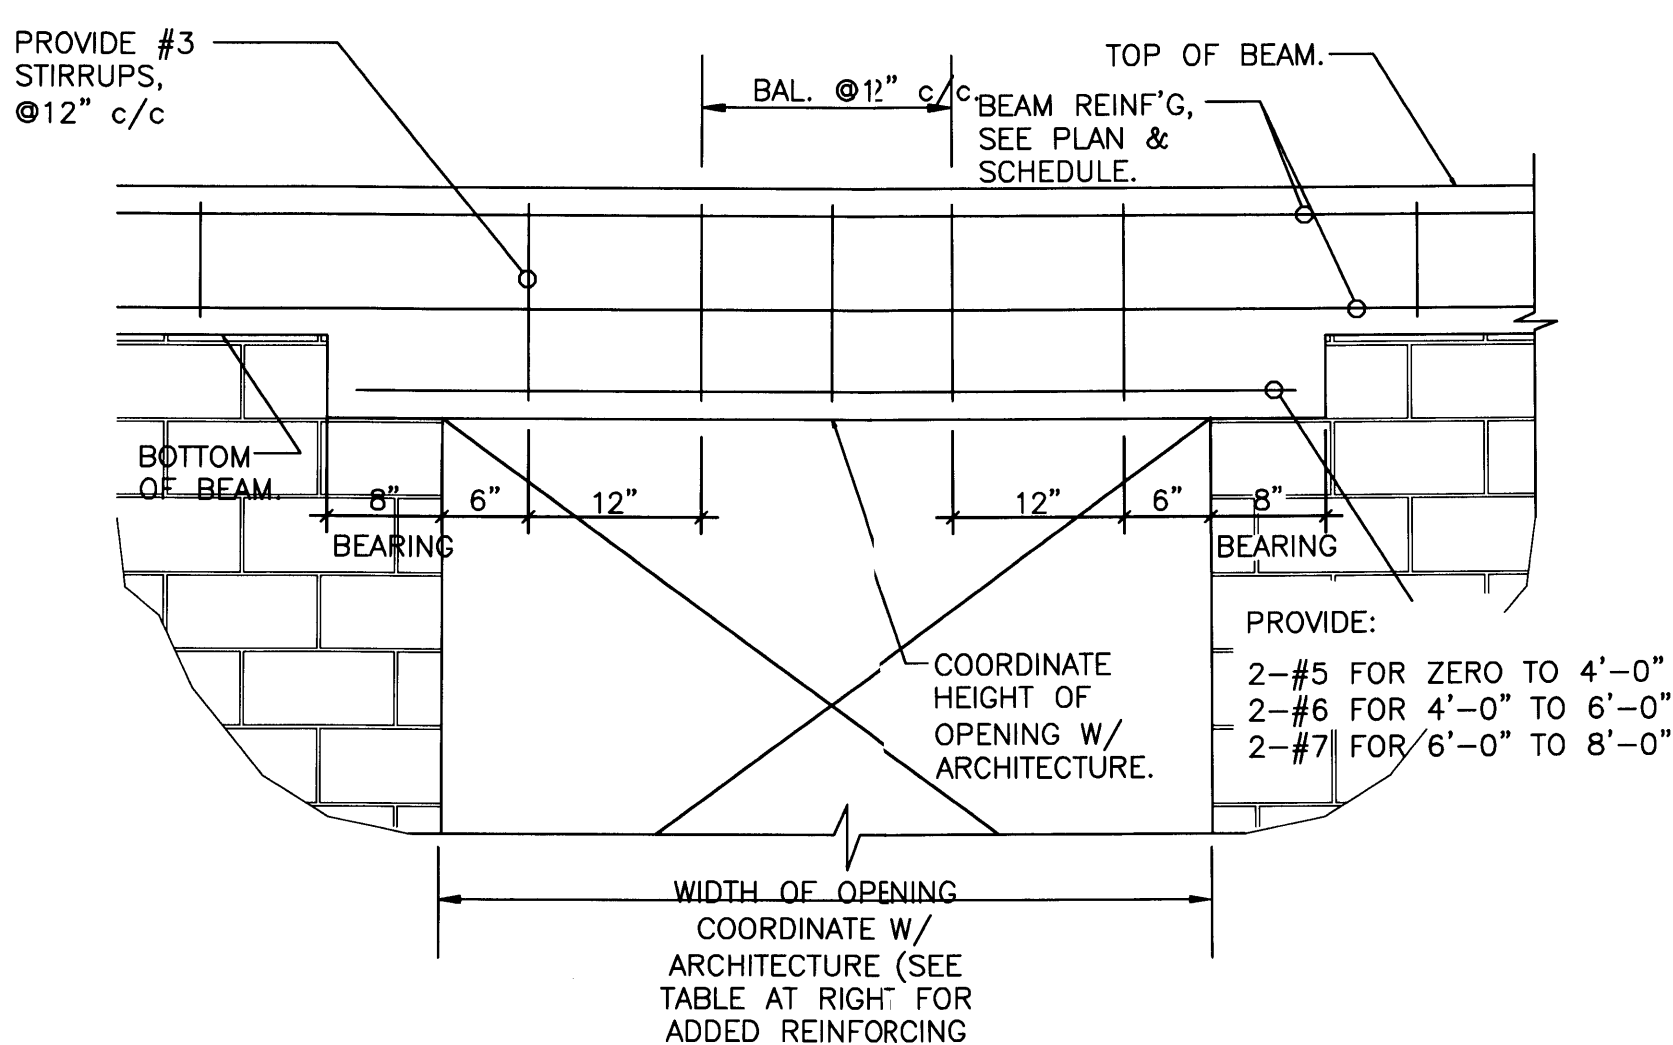 PROVIDE #3
STIRRUPS,
@12" c/c
BAL. @12" c/c.
TOP OF BEAM.
BEAM REINF'G,
SEE PLAN &
SCHEDULE.
BOTTOM
OF BEAM.
8"
6"
12"
12"
6"
8"
BEARING
BEARING
PROVIDE:
2-#5 FOR ZERO TO 4'-0"
2-#6 FOR 4'-0" TO 6'-0"
2-#7 FOR 6'-0" TO 8'-0"
COORDINATE
HEIGHT OF
OPENING W/
ARCHITECTURE.
WIDTH OF OPENING
COORDINATE W/
ARCHITECTURE (SEE
TABLE AT RIGHT FOR
ADDED REINFORCING